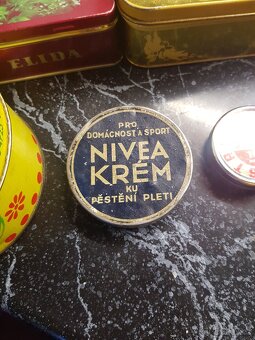 ELIDA
PRO
DOMÁCNOST A SPORT
NIVEA
KRÉM
KU
PĚSTĚNÍ PLETI